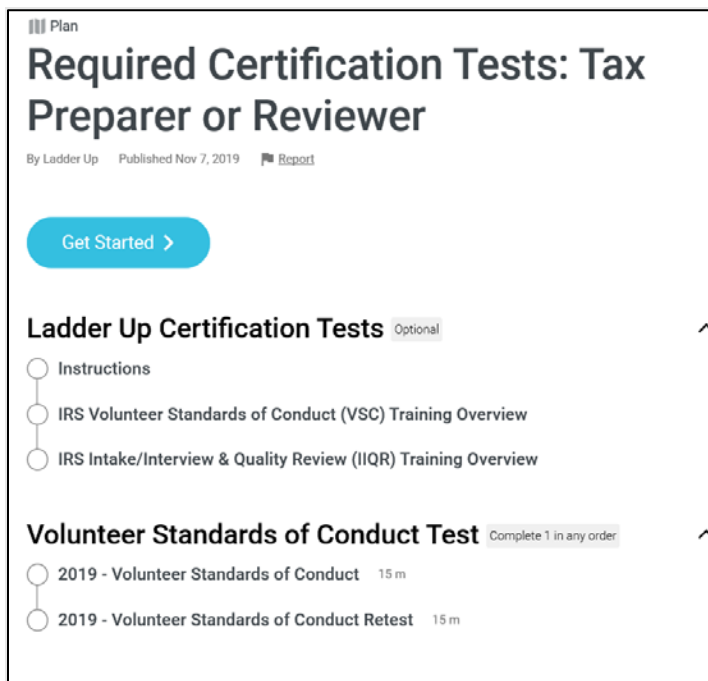 Plan
Required Certification Tests: Tax
Preparer or Reviewer
By Ladder Up Published Nov 7, 2019 Report
Get Started
Ladder Up Certification Tests Optional
Instructions
IRS Volunteer Standards of Conduct (VSC) Training Overview
IRS Intake/Interview & Quality Review (IIQR) Training Overview
Volunteer Standards of Conduct Test Complete 1 in any order
2019 - Volunteer Standards of Conduct 15 m
2019 - Volunteer Standards of Conduct Retest 15 m